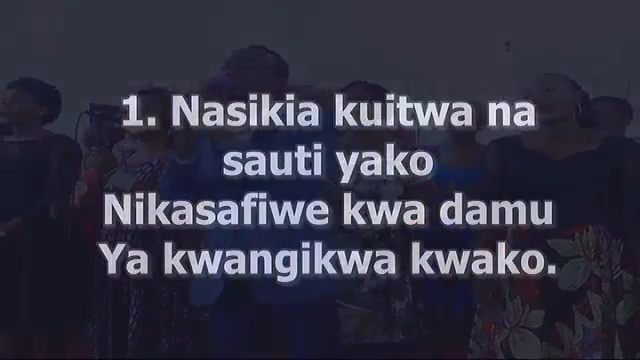 1. Nasikia kuitwa na
sauti yako
Nikasafiwe kwa damu
Ya kwangikwa kwako.